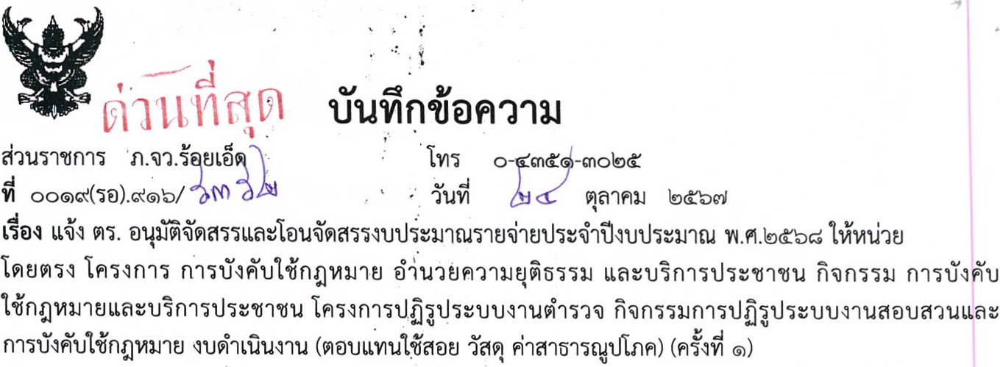 ด่วนที่สุด
บันทึกข้อความ
ส่วนราชการ ภ.จว.ร้อยเอ็ด โทร ๐-๔๓๕๑-๓๐๒๕
ที่ ๐๐๑๙(รอ).๙๑๖/ ๖๓๖๒ วันที่ ๒๔ ตุลาคม ๒๕๖๗
เรื่อง แจ้ง ตร. อนุมัติจัดสรรและโอนจัดสรรงบประมาณรายจ่ายประจำปีงบประมาณ พ.ศ.๒๕๖๘ ให้หน่วย
โดยตรง โครงการ การบังคับใช้กฎหมาย อำนวยความยุติธรรม และบริการประชาชน กิจกรรม การบังคับ
ใช้กฎหมายและบริการประชาชน โครงการปฏิรูประบบงานตำรวจ กิจกรรมการปฏิรูประบบงานสอบสวนและ
การบังคับใช้กฎหมาย งบดำเนินงาน (ตอบแทนใช้สอย วัสดุ ค่าสาธารณูปโภค) (ครั้งที่ ๑)